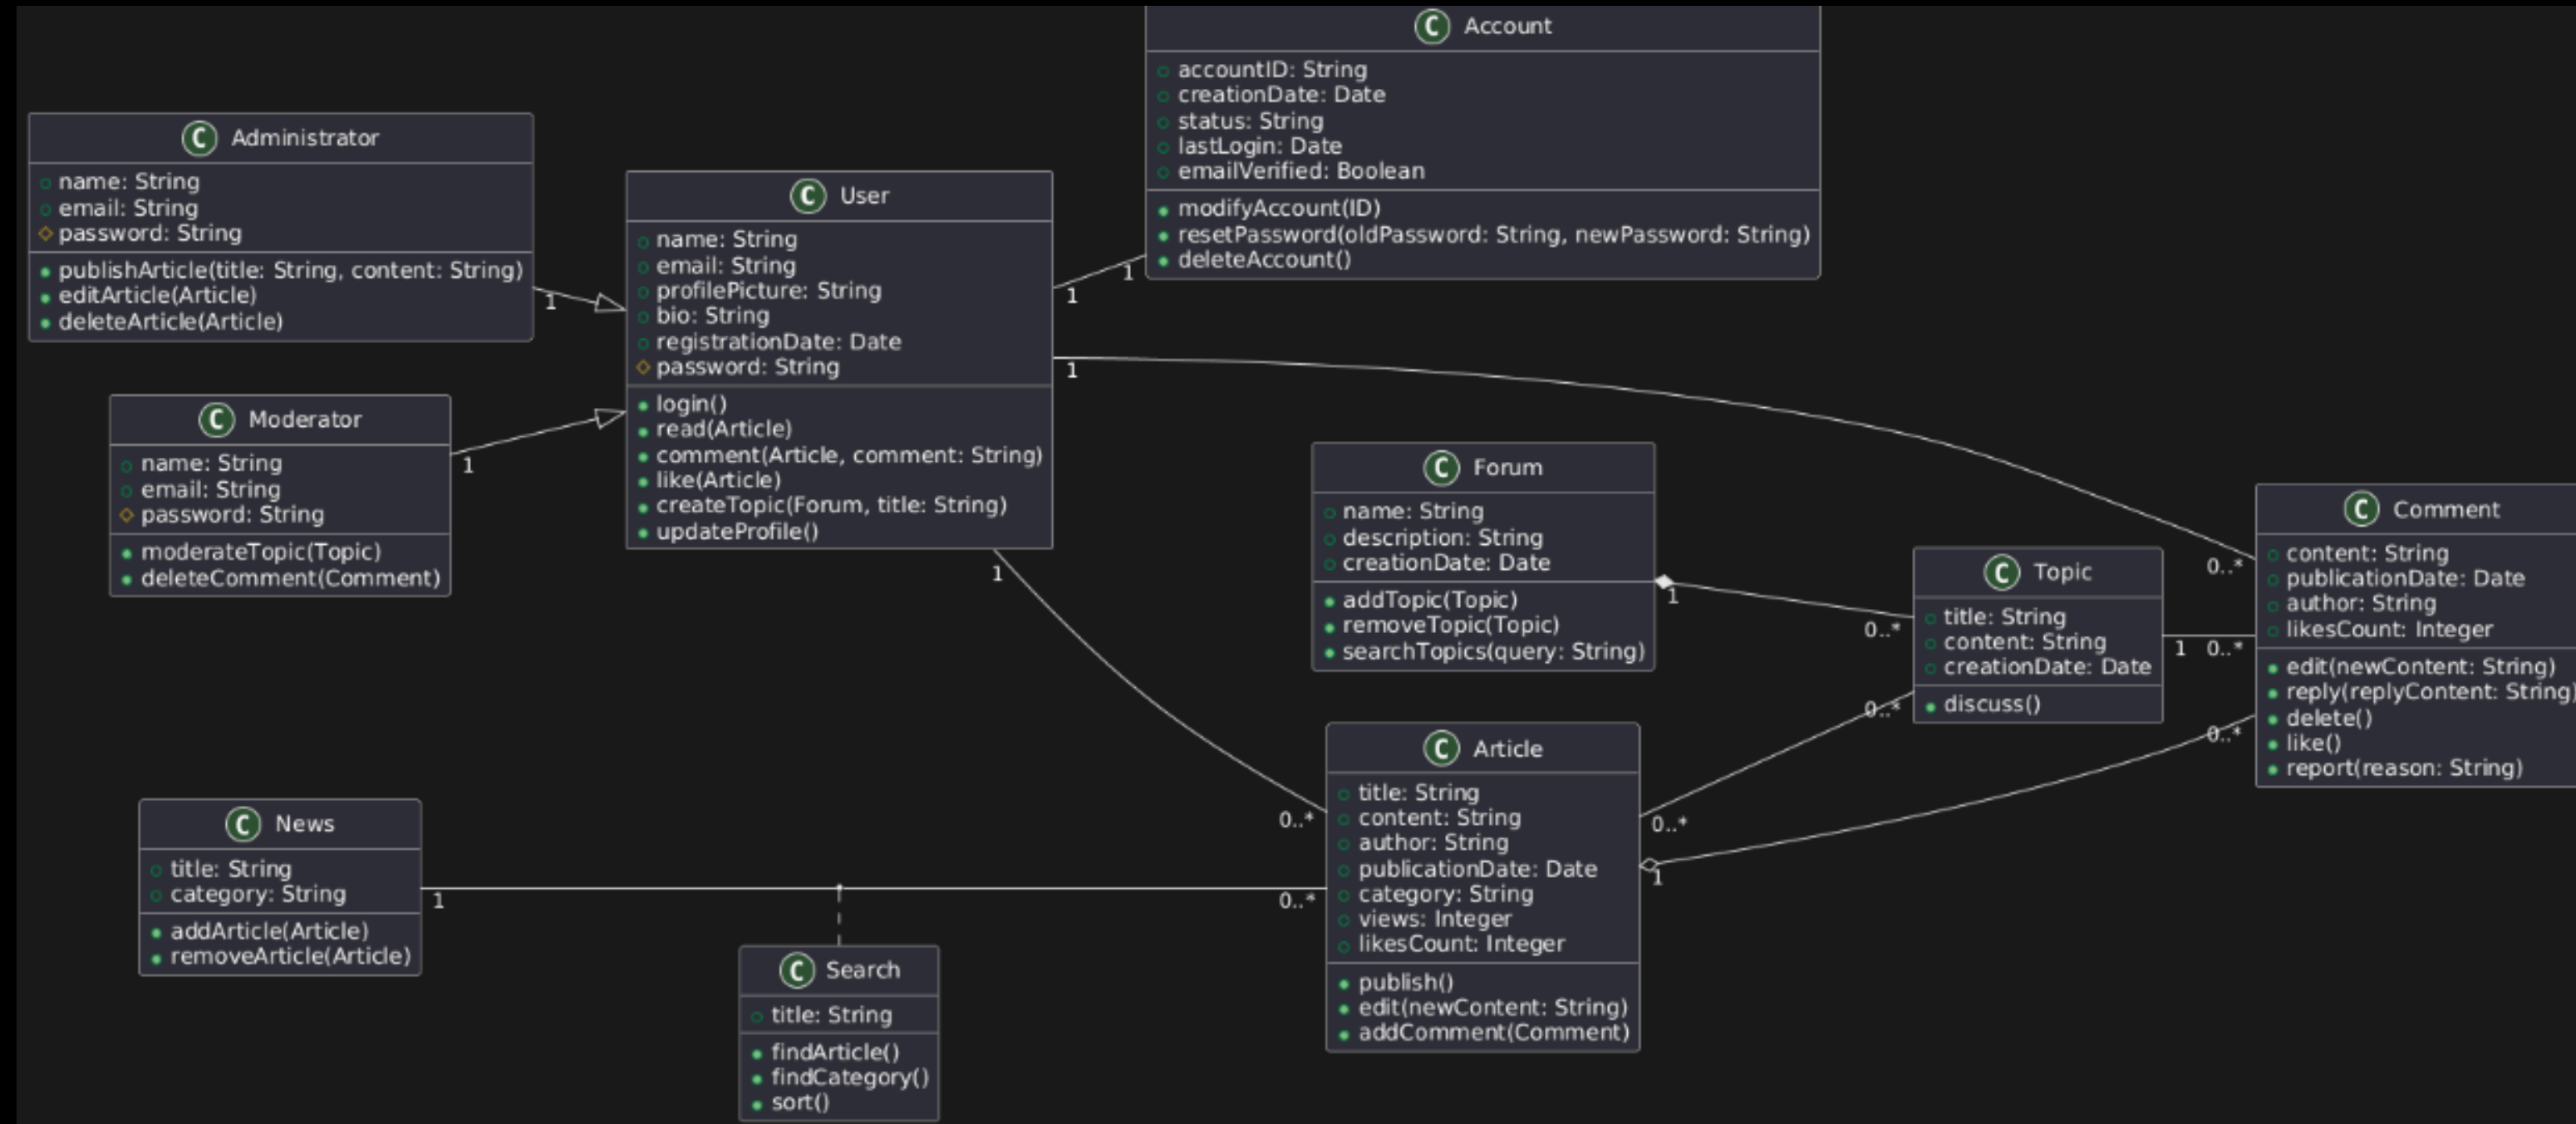 C Account
accountID: String
creationDate: Date
status: String
lastLogin: Date
emailVerified: Boolean
modifyAccount(ID)
resetPassword(oldPassword: String, newPassword: String)
deleteAccount()
1
C Administrator
name: String
email: String
password: String
publishArticle(title: String, content: String)
editArticle(Article)
deleteArticle(Article)
1
C User
name: String
email: String
profilePicture: String
bio: String
registrationDate: Date
password: String
login()
read(Article)
comment(Article, comment: String)
like(Article)
createTopic(Forum, title: String)
updateProfile()
1
1
1
C Moderator
name: String
email: String
password: String
moderateTopic(Topic)
deleteComment(Comment)
1
C Forum
name: String
description: String
creationDate: Date
addTopic(Topic)
removeTopic(Topic)
searchTopics(query: String)
1
0..*
C Topic
title: String
content: String
creationDate: Date
discuss()
1 0..*
0..*
0..*
C Comment
content: String
publicationDate: Date
author: String
likesCount: Integer
edit(newContent: String)
reply(replyContent: String)
delete()
like()
report(reason: String)
0..*
C News
title: String
category: String
addArticle(Article)
removeArticle(Article)
1
C Search
title: String
findArticle()
findCategory()
sort()
0..*
0..*
C Article
title: String
content: String
author: String
publicationDate: Date
category: String
views: Integer
likesCount: Integer
publish()
edit(newContent: String)
addComment(Comment)
0..*
1